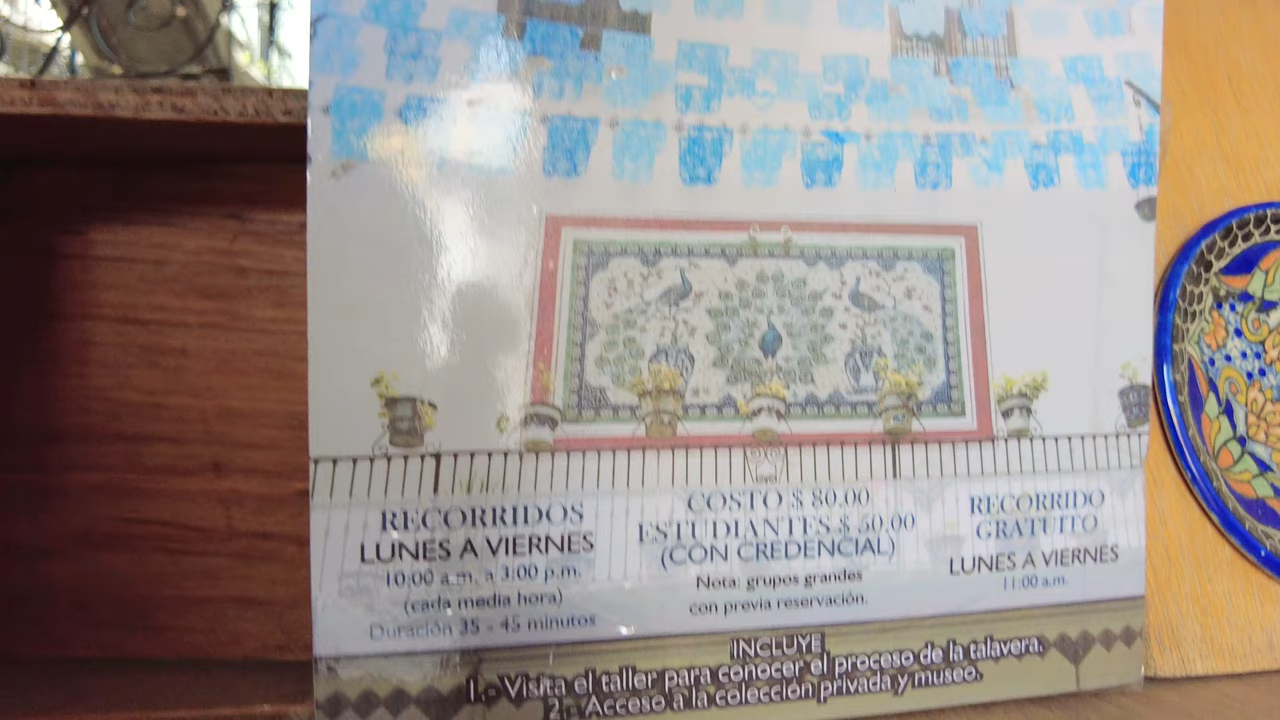 RECORRIDOS
LUNES A VIERNES
10:00 a.m. a 3:00 p.m.
(cada media hora)
Duración 35 - 45 minutos
COSTO $ 80.00
ESTUDIANTES $ 50.00
(CON CREDENCIAL)
Nota: grupos grandes
con previa reservación.
RECORRIDO
GRATUITO
LUNES A VIERNES
11:00 a.m.
INCLUYE
1.- Visita el taller para conocer el proceso de la talavera.
2.- Acceso a la colección privada y museo.